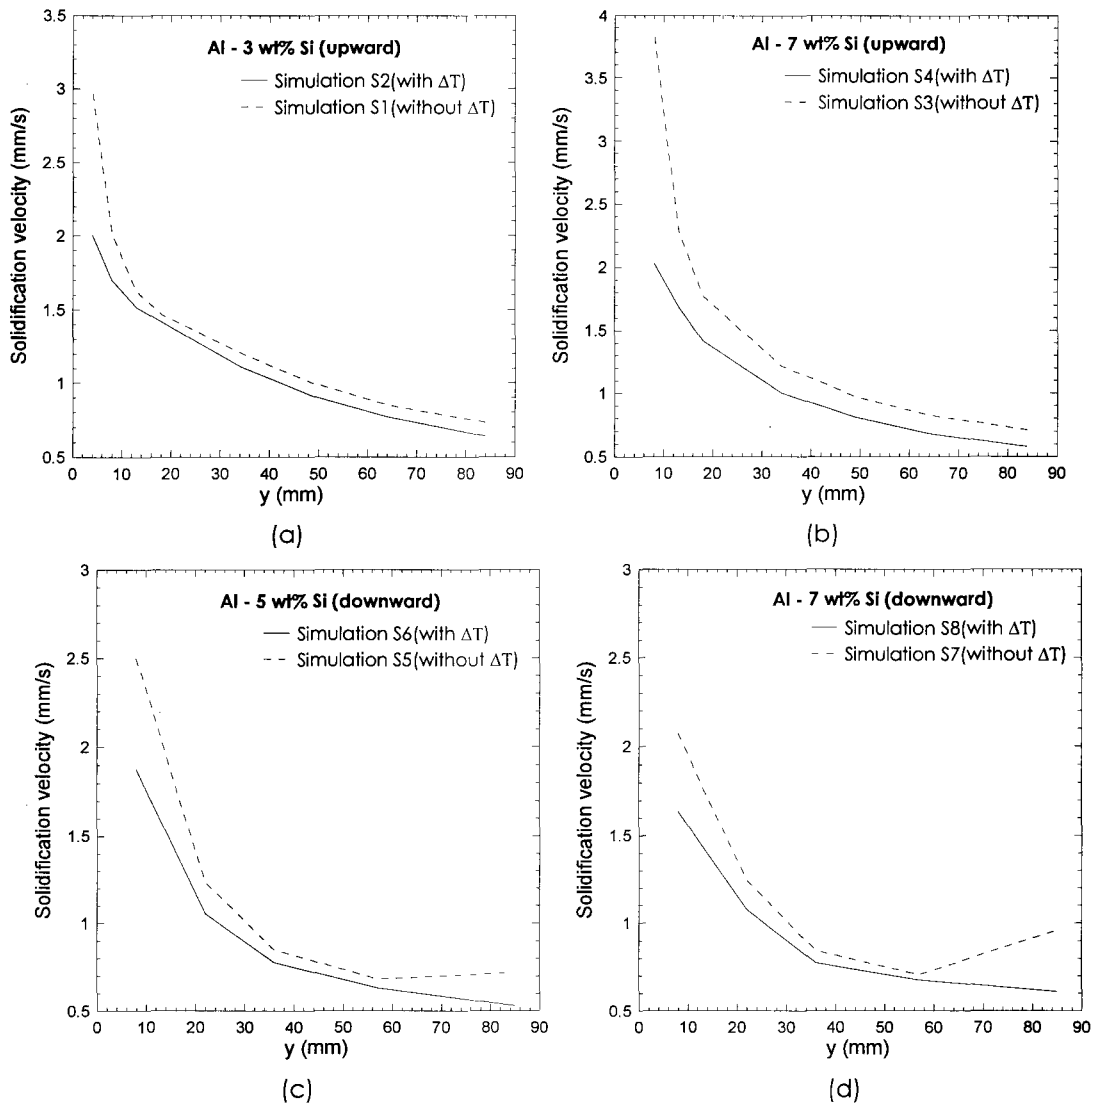 Al - 3 wt% Si (upward)
Simulation S2(with ΔT)
Simulation S1(without ΔT)
Solidification velocity (mm/s)
3.5
3
2.5
2
1.5
1
0.5
0 10 20 30 40 50 60 70 80 90
y (mm)
(a)
Al - 7 wt% Si (upward)
Simulation S4(with ΔT)
Simulation S3(without ΔT)
Solidification velocity (mm/s)
4
3.5
3
2.5
2
1.5
1
0.5
0 10 20 30 40 50 60 70 80 90
y (mm)
(b)
Al - 5 wt% Si (downward)
Simulation S6(with ΔT)
Simulation S5(without ΔT)
Solidification velocity (mm/s)
3
2.5
2
1.5
1
0.5
0 10 20 30 40 50 60 70 80 90
y (mm)
(c)
Al - 7 wt% Si (downward)
Simulation S8(with ΔT)
Simulation S7(without ΔT)
Solidification velocity (mm/s)
3
2.5
2
1.5
1
0.5
0 10 20 30 40 50 60 70 80 90
y (mm)
(d)